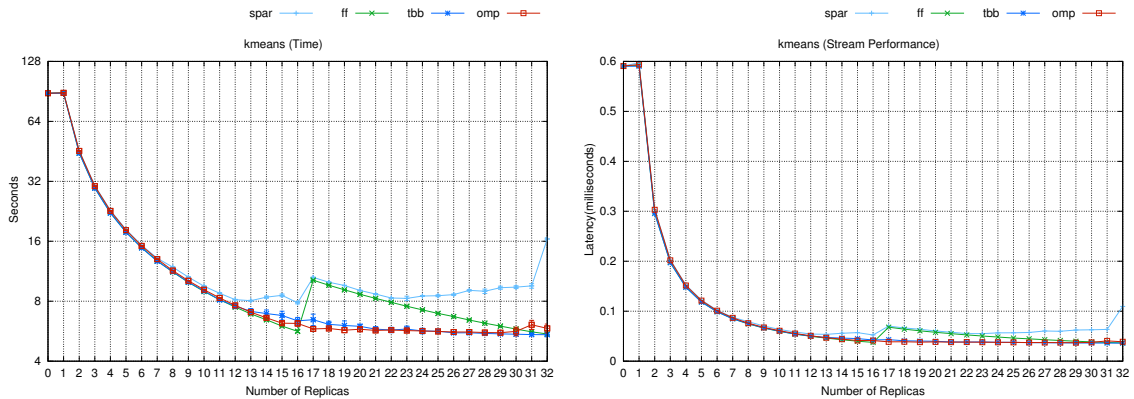 spar ff tbb omp
kmeans (Time)
128
64
32
16
8
4
Seconds
0 1 2 3 4 5 6 7 8 9 10 11 12 13 14 15 16 17 18 19 20 21 22 23 24 25 26 27 28 29 30 31 32
Number of Replicas
spar ff tbb omp
kmeans (Stream Performance)
0.6
0.5
0.4
0.3
0.2
0.1
0
Latency(milliseconds)
0 1 2 3 4 5 6 7 8 9 10 11 12 13 14 15 16 17 18 19 20 21 22 23 24 25 26 27 28 29 30 31 32
Number of Replicas